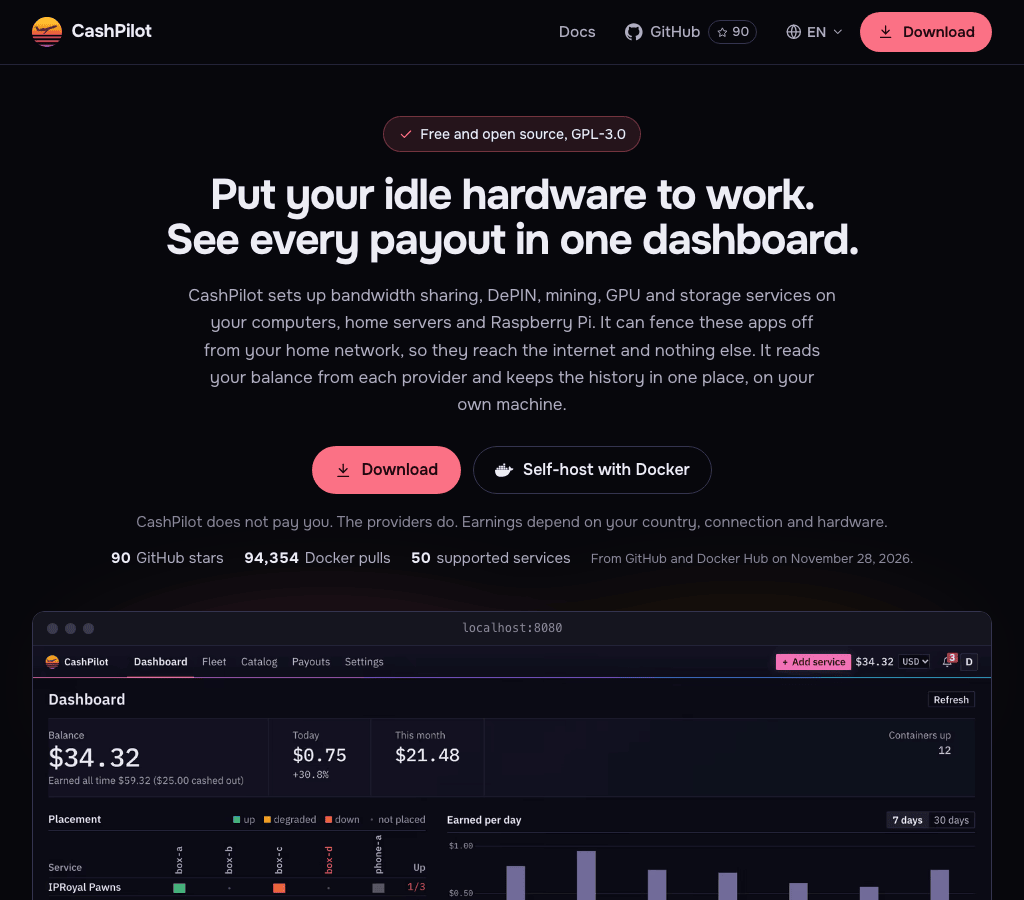 CashPilot
Docs
GitHub
90
EN
Download
Free and open source, GPL-3.0
Put your idle hardware to work.
See every payout in one dashboard.
CashPilot sets up bandwidth sharing, DePIN, mining, GPU and storage services on
your computers, home servers and Raspberry Pi. It can fence these apps off
from your home network, so they reach the internet and nothing else. It reads
your balance from each provider and keeps the history in one place, on your
own machine.
Download
Self-host with Docker
CashPilot does not pay you. The providers do. Earnings depend on your country, connection and hardware.
90 GitHub stars
94,354 Docker pulls
50 supported services
From GitHub and Docker Hub on November 28, 2026.
localhost:8080
CashPilot
Dashboard
Fleet
Catalog
Payouts
Settings
+ Add service
$34.32
USD
3
D
Dashboard
Refresh
Balance
$34.32
Earned all time $59.32 ($25.00 cashed out)
Today
$0.75
+30.8%
This month
$21.48
Containers up
12
Placement
up
degraded
down
not placed
Service
box-a
box-b
box-c
box-d
phone-a
Up
IPRoyal Pawns
1/3
Earned per day
7 days
30 days
$1.00
$0.50